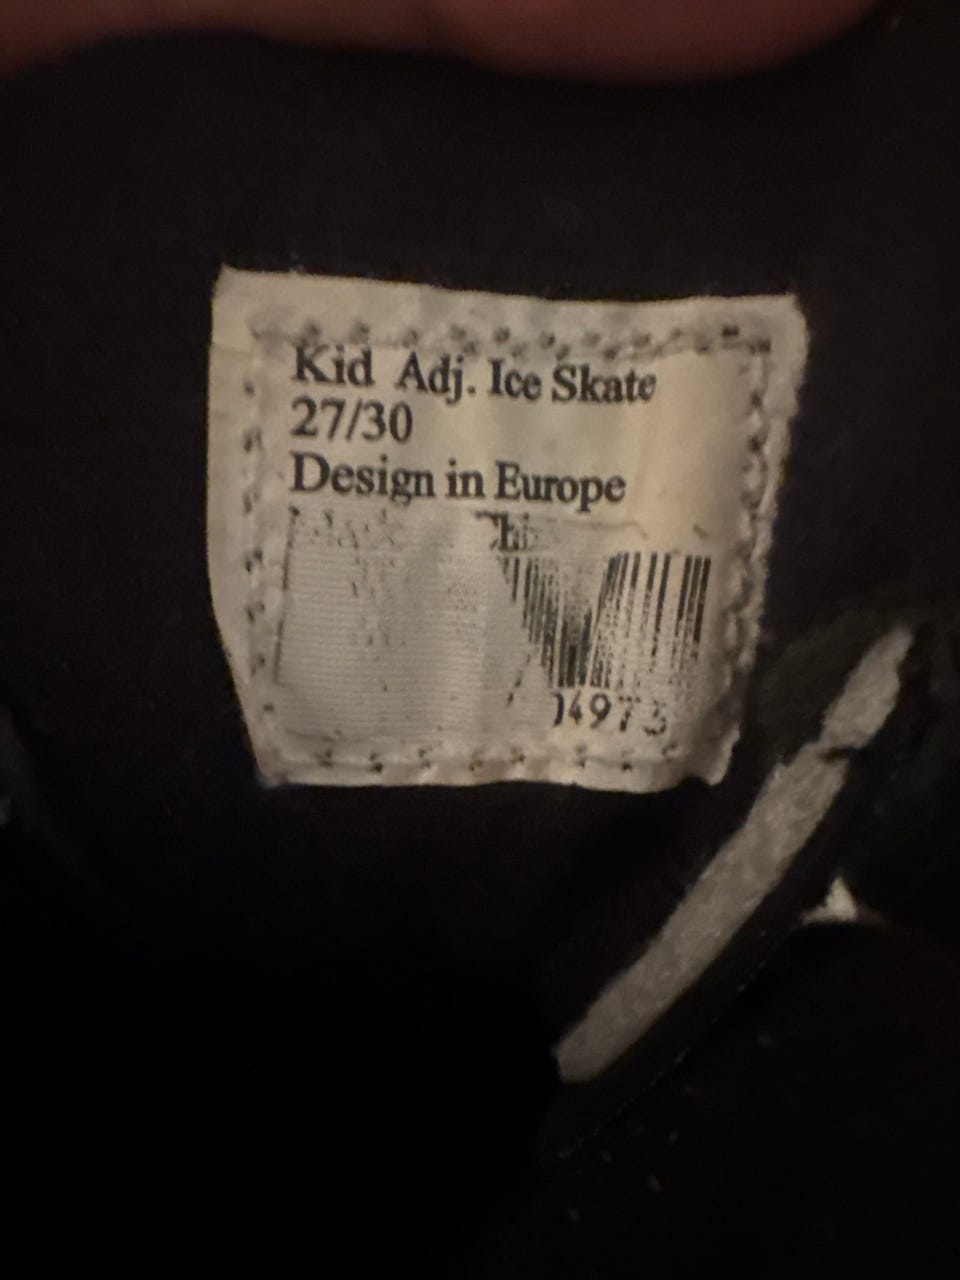 Kid Adj. Ice Skate
27/30
Design in Europe